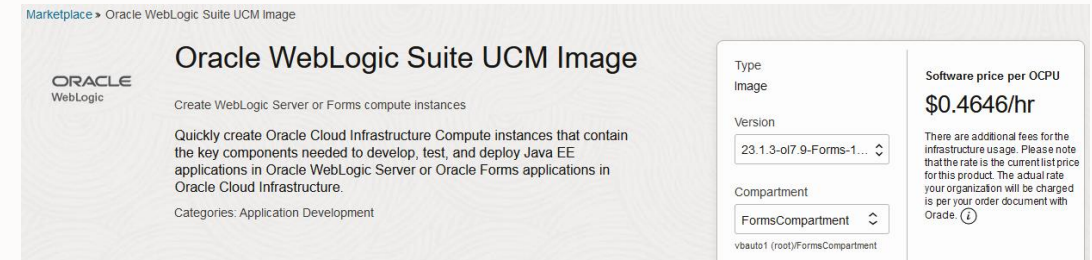 Marketplace » Oracle WebLogic Suite UCM Image
Oracle WebLogic Suite UCM Image
ORACLE
WebLogic
Create WebLogic Server or Forms compute instances
Quickly create Oracle Cloud Infrastructure Compute instances that contain
the key components needed to develop, test, and deploy Java EE
applications in Oracle WebLogic Server or Oracle Forms applications in
Oracle Cloud Infrastructure.
Categories: Application Development
Type
Image
Version
23.1.3-ol7.9-Forms-1...
Compartment
FormsCompartment
vbauto1 (root)/FormsCompartment
Software price per OCPU
$0.4646/hr
There are additional fees for the
infrastructure usage. Please note
that the rate is the current list price
for this product. The actual rate
your organization will be charged
is per your order document with
Oracle. i